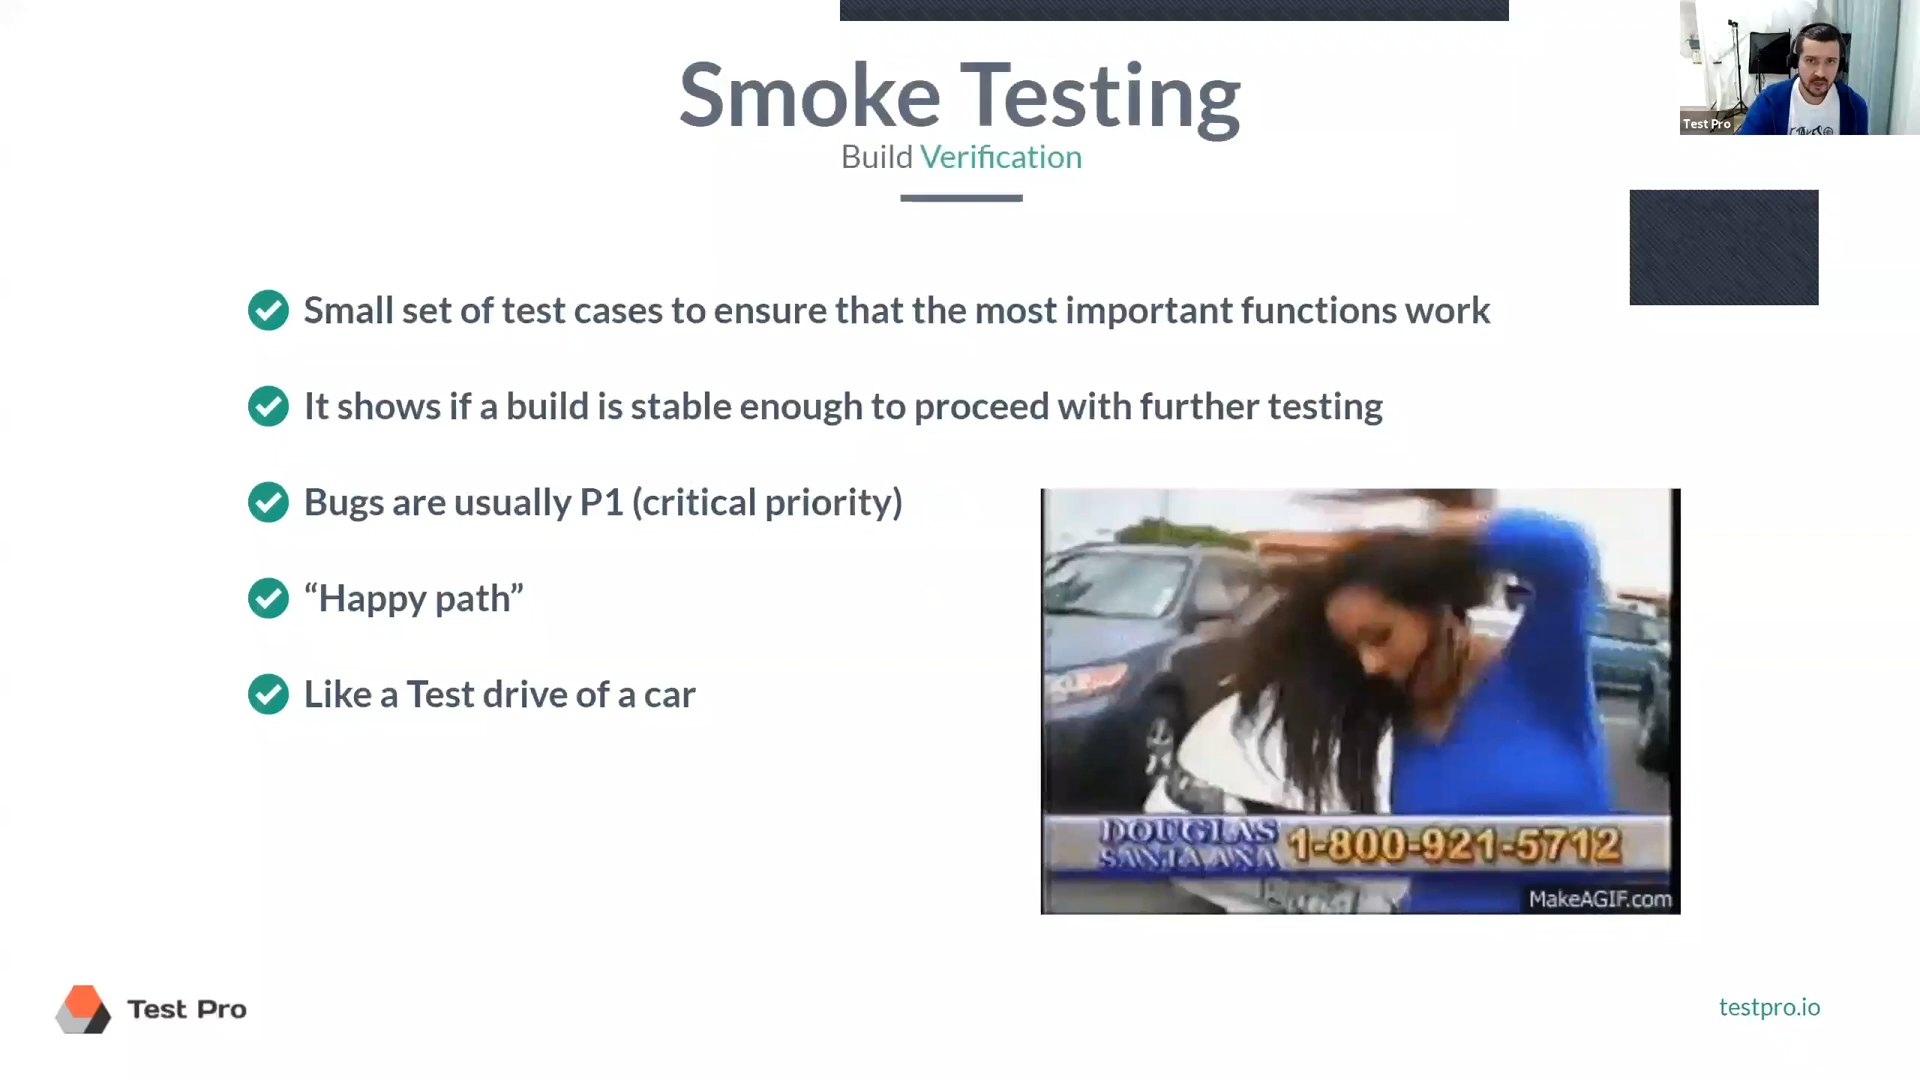 Smoke Testing
Build Verification
Test Pro
Small set of test cases to ensure that the most important functions work
It shows if a build is stable enough to proceed with further testing
Bugs are usually P1 (critical priority)
“Happy path”
Like a Test drive of a car
DOUGLAS
SANTA ANA
1-800-921-5712
MakeAGIF.com
Test Pro
testpro.io